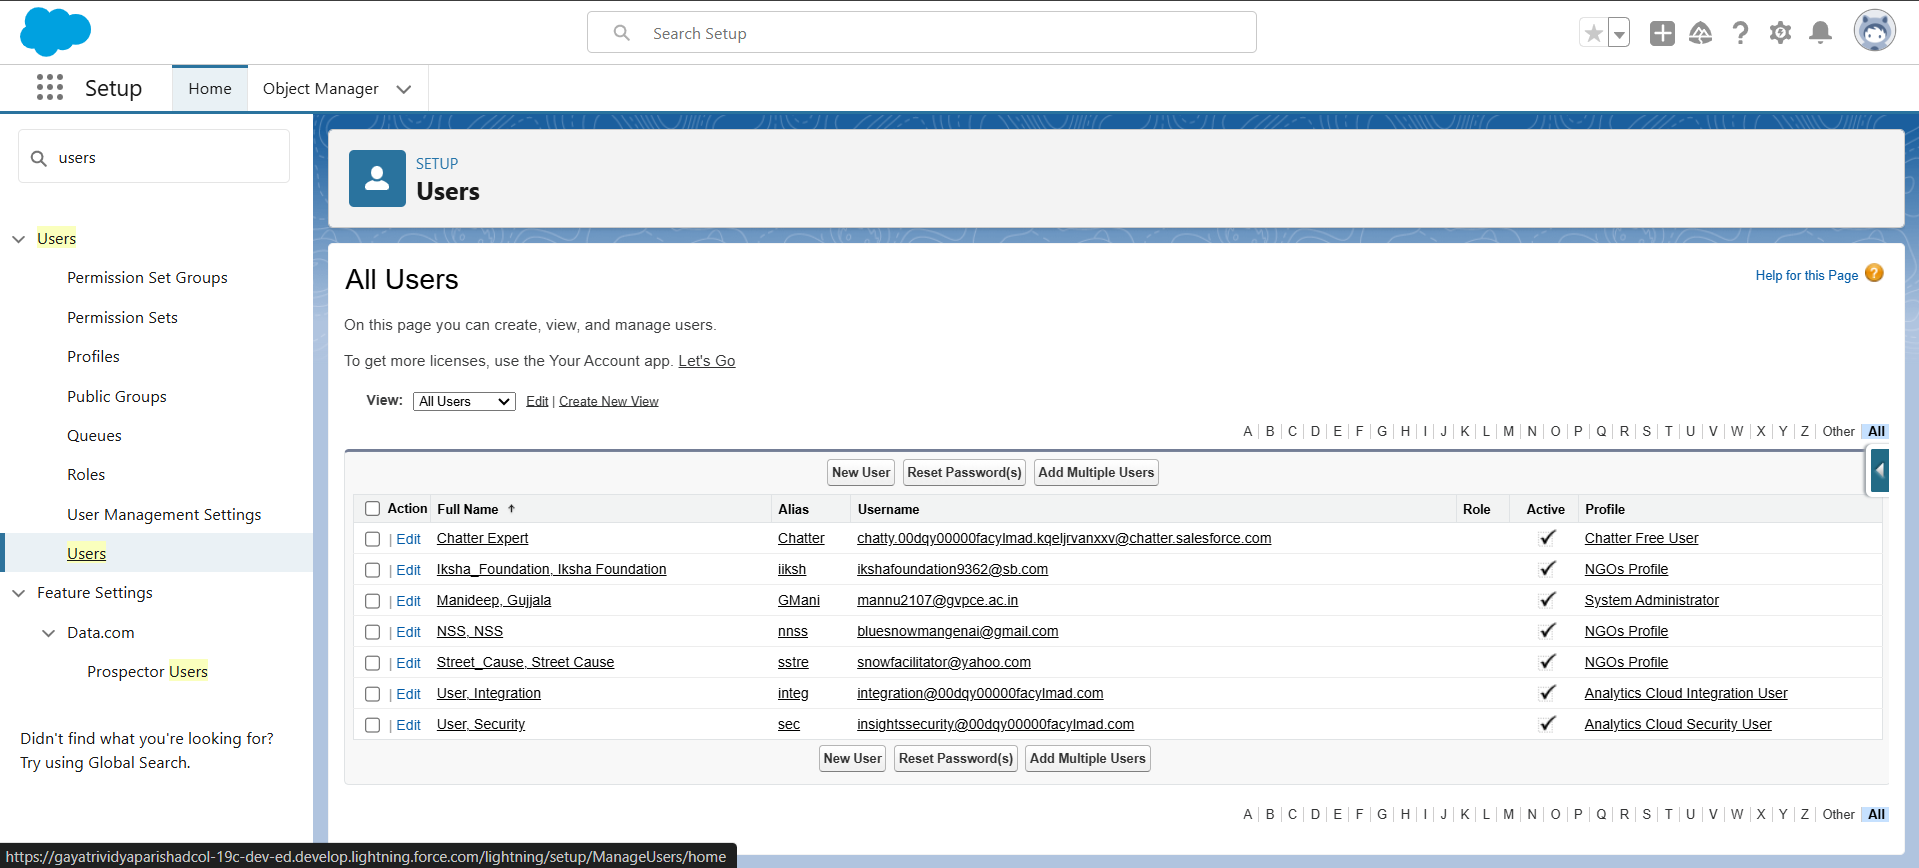 Search Setup
Setup
Home
Object Manager
users
Users
Permission Set Groups
Permission Sets
Profiles
Public Groups
Queues
Roles
User Management Settings
Users
Feature Settings
Data.com
Prospector Users
Didn't find what you're looking for?
Try using Global Search.
SETUP
Users
All Users
Help for this Page ?
On this page you can create, view, and manage users.
To get more licenses, use the Your Account app. Let's Go
View: All Users Edit | Create New View
A | B | C | D | E | F | G | H | I | J | K | L | M | N | O | P | Q | R | S | T | U | V | W | X | Y | Z | Other All
New User Reset Password(s) Add Multiple Users
Action Full Name ↑ Alias Username Role Active Profile
| Edit Chatter Expert Chatter chatty.00dqy00000facylmad.kqeljrvanxxv@chatter.salesforce.com ✓ Chatter Free User
| Edit Iksha_Foundation, Iksha Foundation iiksh ikshafoundation9362@sb.com ✓ NGOs Profile
| Edit Manideep, Gujjala GMani mannu2107@gvpce.ac.in ✓ System Administrator
| Edit NSS, NSS nnss bluesnowmangenai@gmail.com ✓ NGOs Profile
| Edit Street_Cause, Street Cause sstre snowfacilitator@yahoo.com ✓ NGOs Profile
| Edit User, Integration integ integration@00dqy00000facylmad.com ✓ Analytics Cloud Integration User
| Edit User, Security sec insightssecurity@00dqy00000facylmad.com ✓ Analytics Cloud Security User
New User Reset Password(s) Add Multiple Users
A | B | C | D | E | F | G | H | I | J | K | L | M | N | O | P | Q | R | S | T | U | V | W | X | Y | Z | Other All
https://gayatrividyaparishadcol-19c-dev-ed.develop.lightning.force.com/lightning/setup/ManageUsers/home